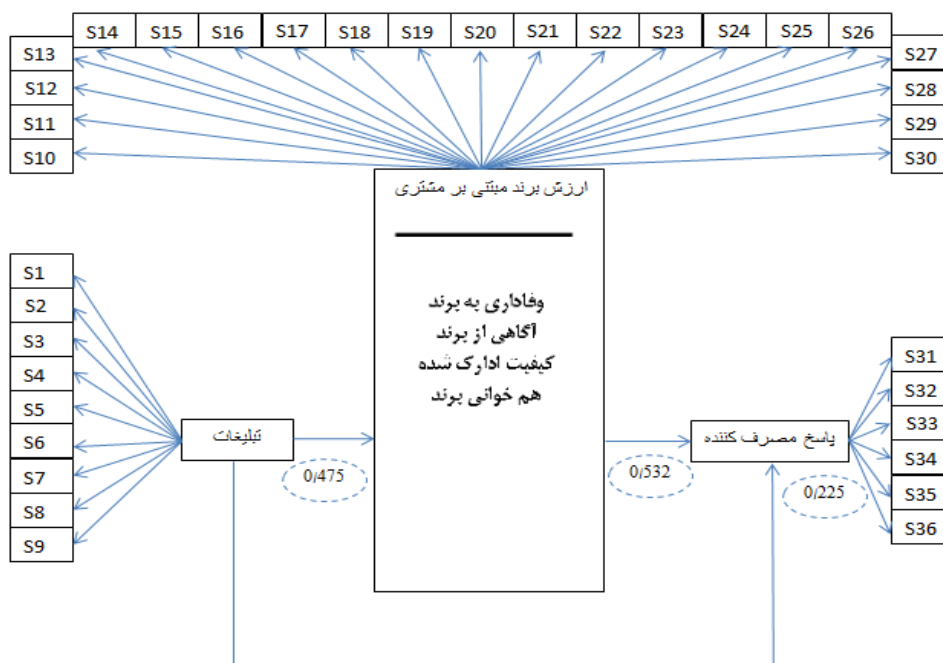 S14 S15 S16 S17 S18 S19 S20 S21 S22 S23 S24 S25 S26
S13
S12
S11
S10
S27
S28
S29
S30
ارزش برند مبتنی بر مشتری
وفاداری به برند
آگاهی از برند
کیفیت ادارک شده
هم خوانی برند
S1
S2
S3
S4
S5
S6
S7
S8
S9
تبلیغات
0/475
0/532
پاسخ مصرف کننده
0/225
S31
S32
S33
S34
S35
S36